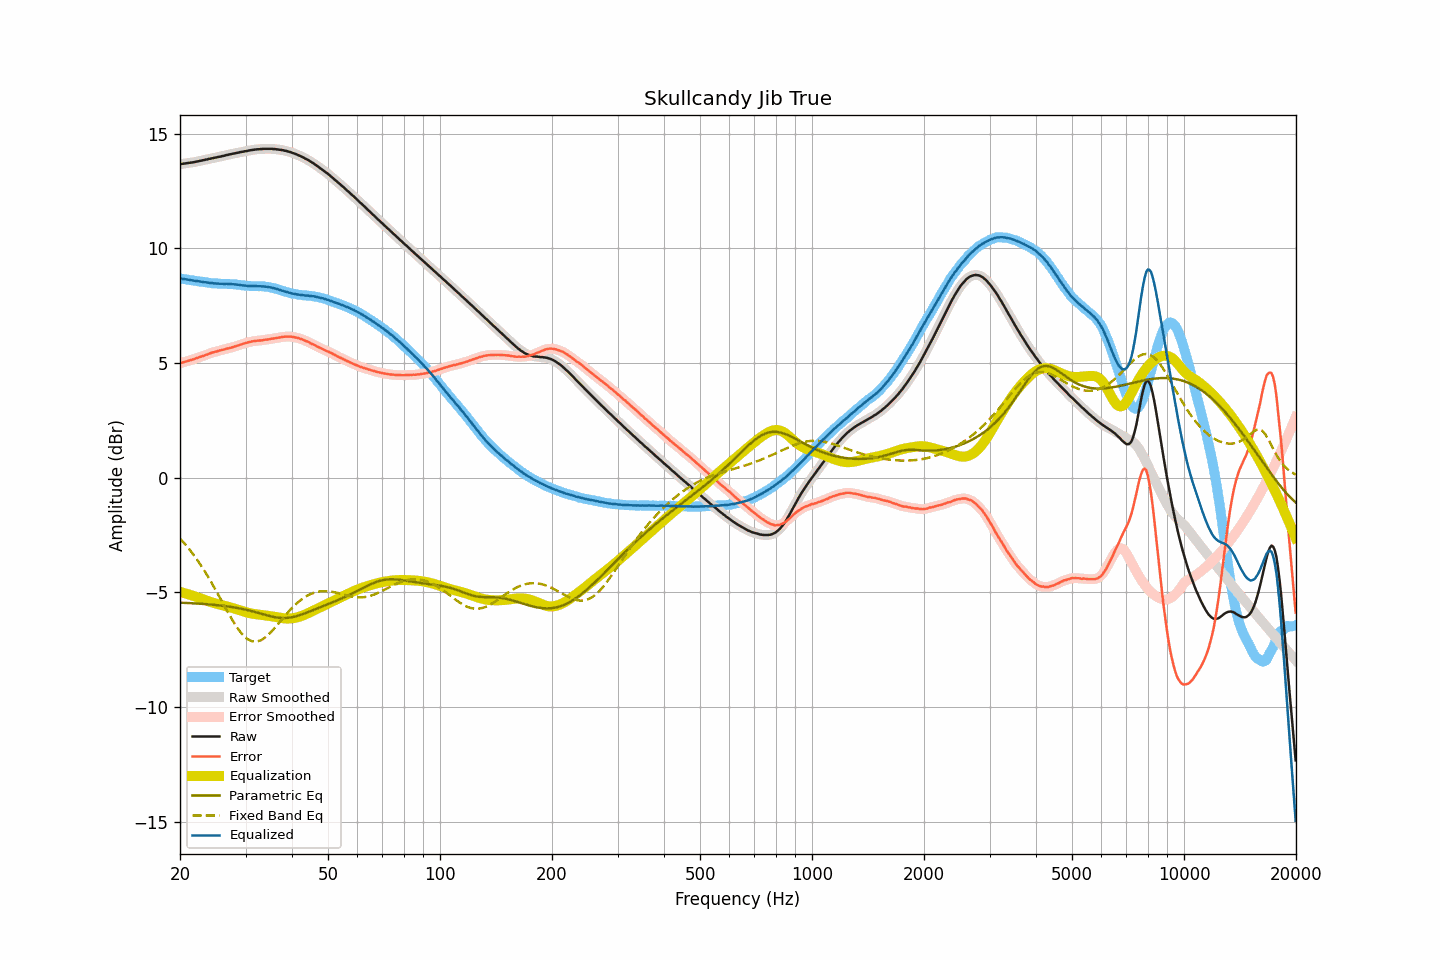 Skullcandy Jib True
Amplitude (dBr)
15
10
5
0
−5
−10
−15
Target
Raw Smoothed
Error Smoothed
Raw
Error
Equalization
Parametric Eq
Fixed Band Eq
Equalized
20 50 100 200 500 1000 2000 5000 10000 20000
Frequency (Hz)